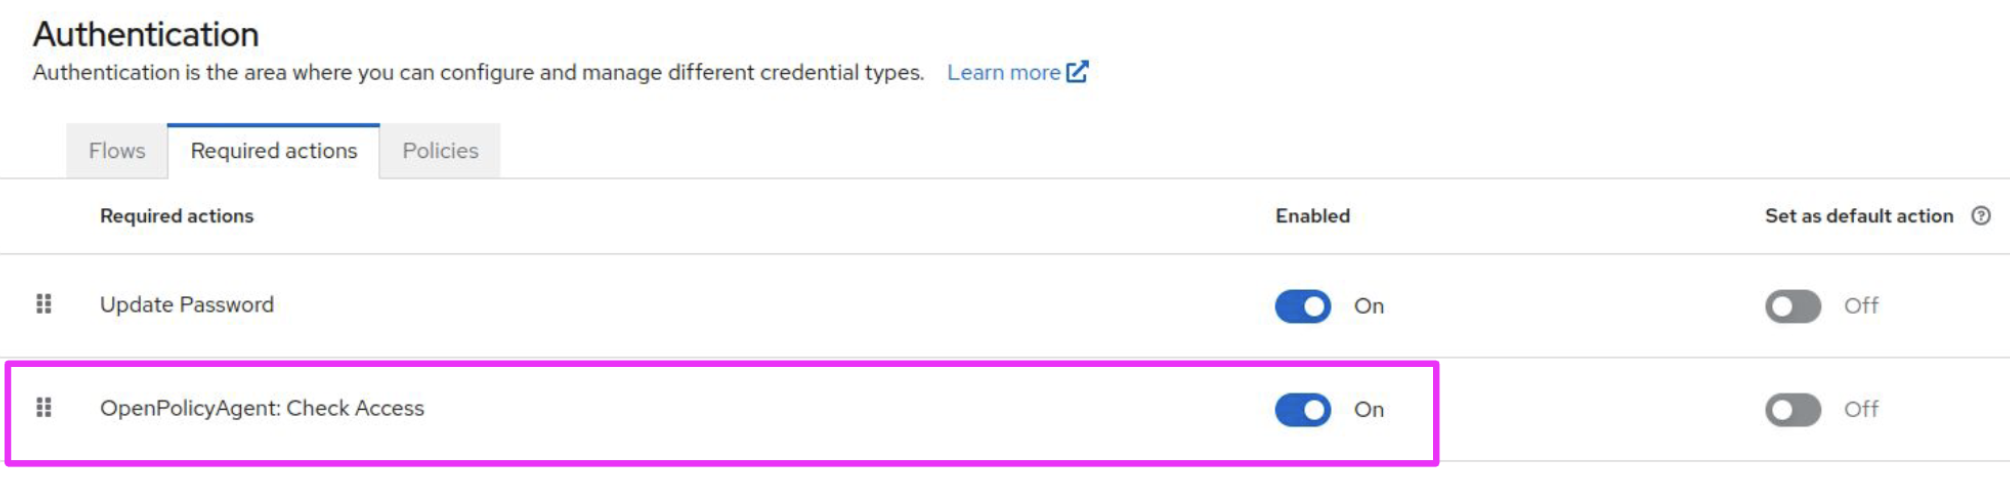 Authentication
Authentication is the area where you can configure and manage different credential types. Learn more
Flows Required actions Policies
Required actions Enabled Set as default action ?
Update Password On Off
OpenPolicyAgent: Check Access On Off